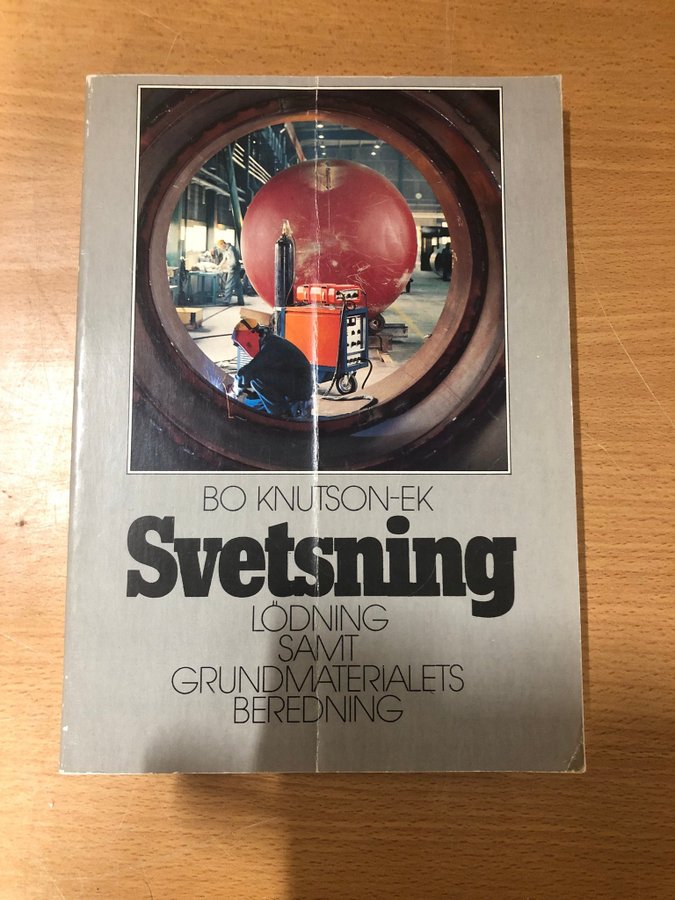 BO KNUTSON-EK
Svetsning
LÖDNING
SAMT
GRUNDMATERIALETS
BEREDNING